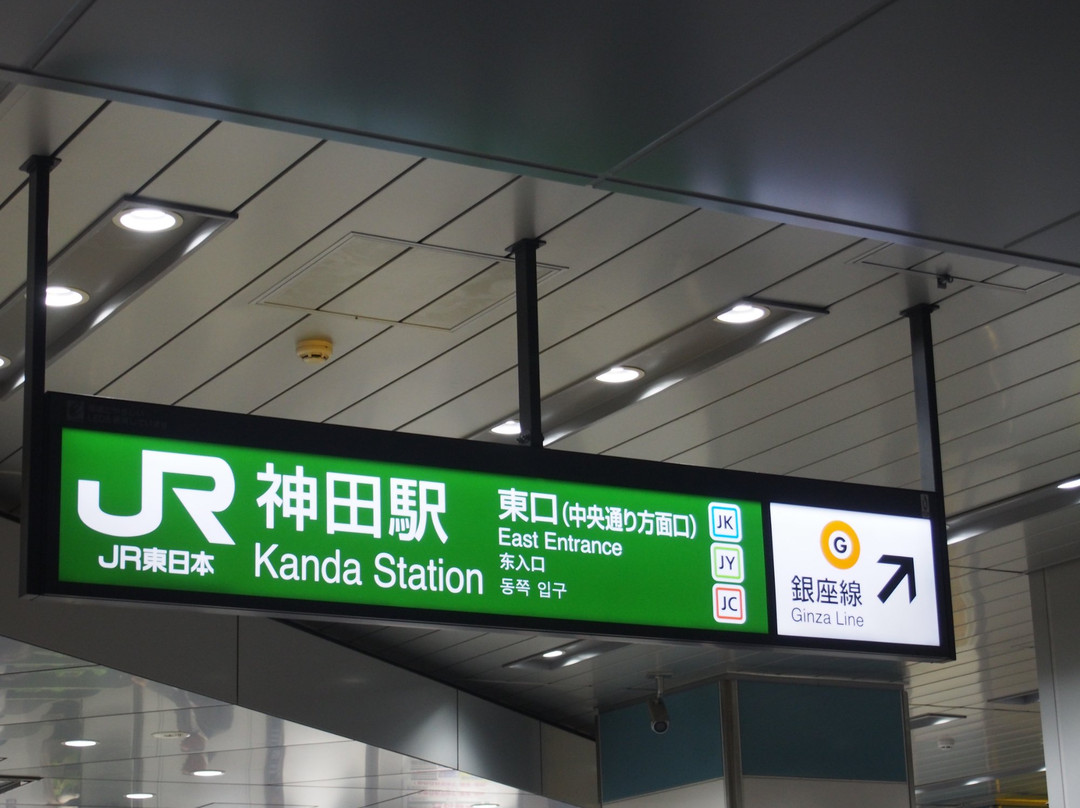 JR
JR東日本
神田駅
Kanda Station
東口(中央通り方面口)
East Entrance
东入口
동쪽 입구
JK
JY
JC
G
銀座線
Ginza Line